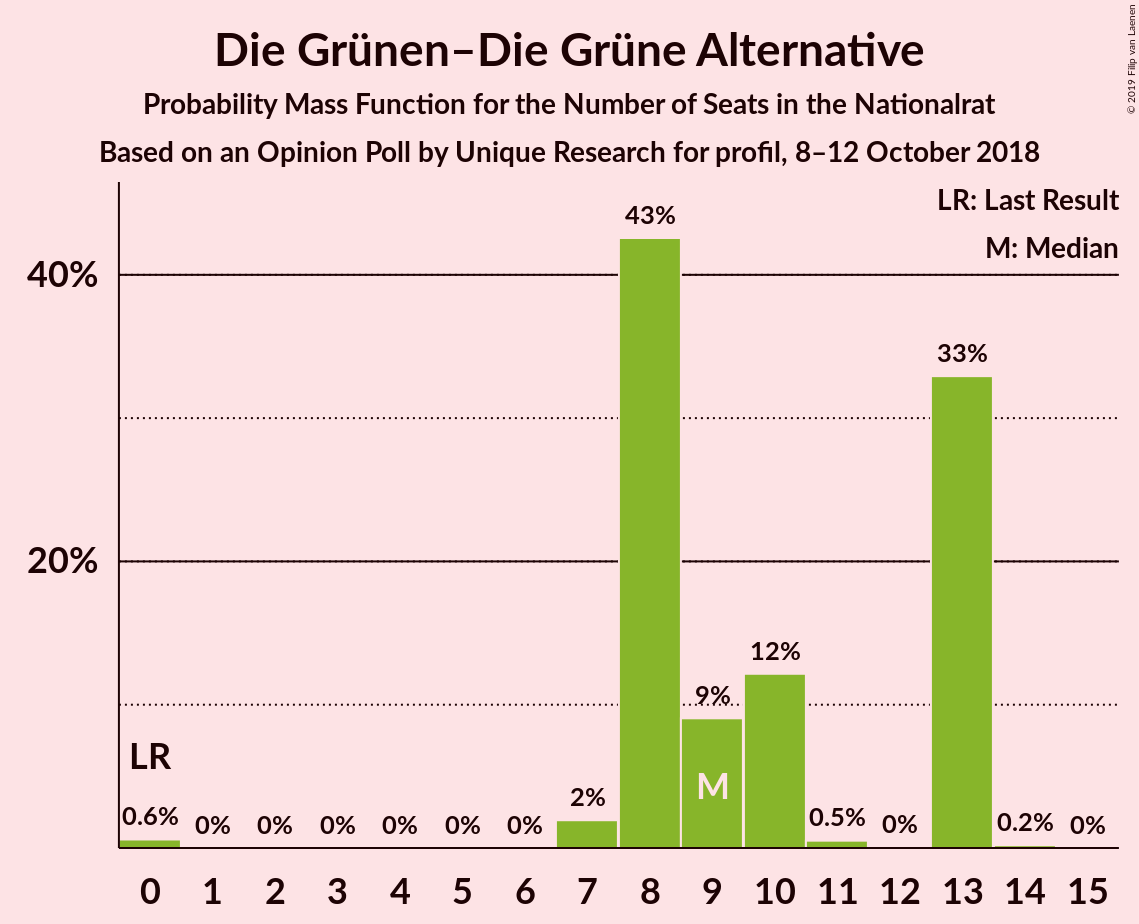 Die Grünen–Die Grüne Alternative
Probability Mass Function for the Number of Seats in the Nationalrat
Based on an Opinion Poll by Unique Research for profil, 8–12 October 2018
© 2019 Filip van Laenen
LR: Last Result
M: Median
43%
40%
33%
20%
12%
9%
LR
M
2%
0.6% 0% 0% 0% 0% 0% 0% 0.5% 0% 0.2% 0%
0 1 2 3 4 5 6 7 8 9 10 11 12 13 14 15